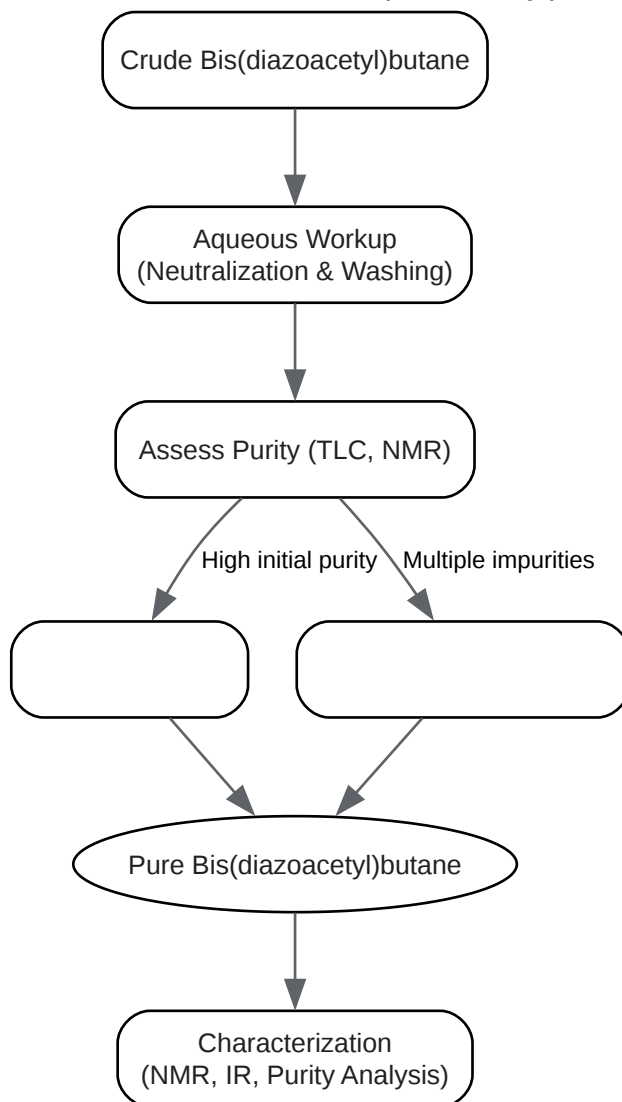 Crude Bis(diazoacetyl)butane
Aqueous Workup
(Neutralization & Washing)
Assess Purity (TLC, NMR)
High initial purity
Multiple impurities
Pure Bis(diazoacetyl)butane
Characterization
(NMR, IR, Purity Analysis)